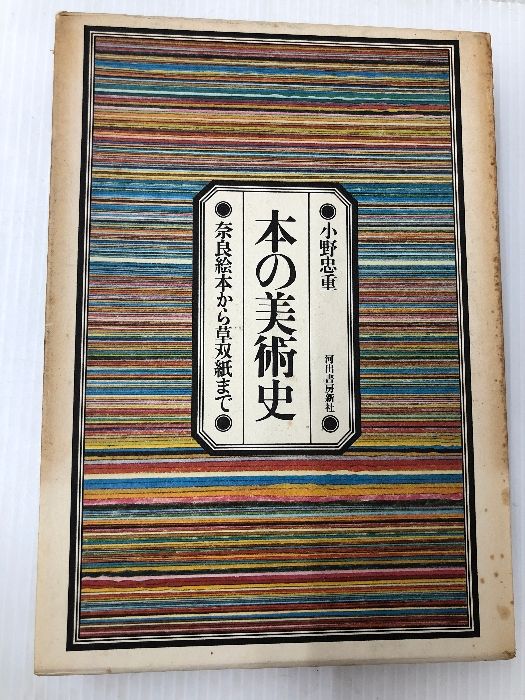 小野忠重
河出書房新社
本の美術史
●奈良絵本から草双紙まで●